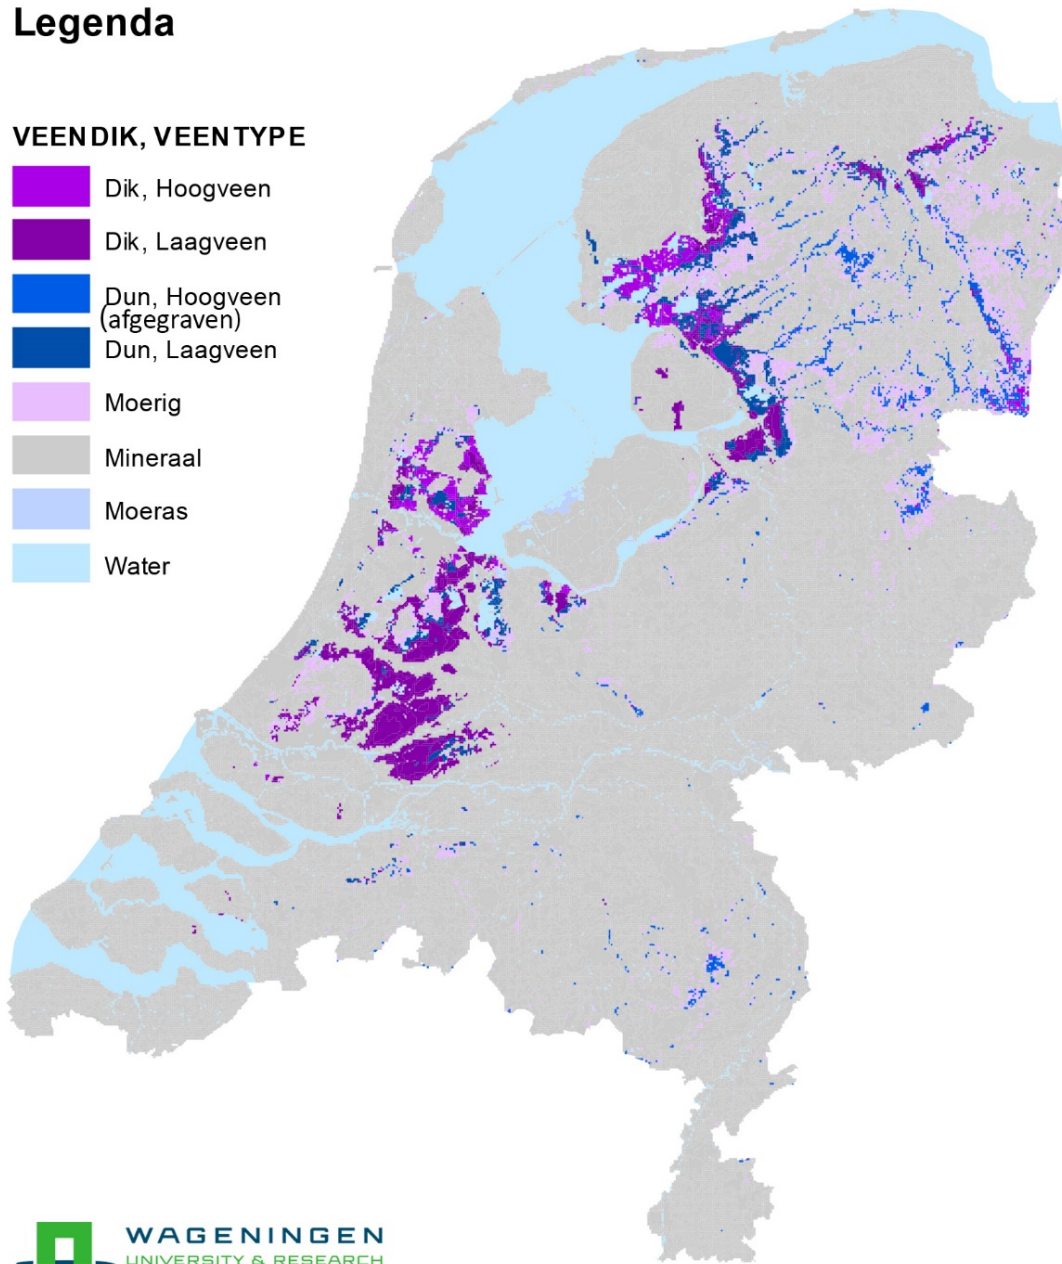 Legenda
VEENDIK, VEENTYPE
Dik, Hoogveen
Dik, Laagveen
Dun, Hoogveen
(afgegraven)
Dun, Laagveen
Moerig
Mineraal
Moeras
Water
WAGENINGEN
UNIVERSITY & RESEARCH